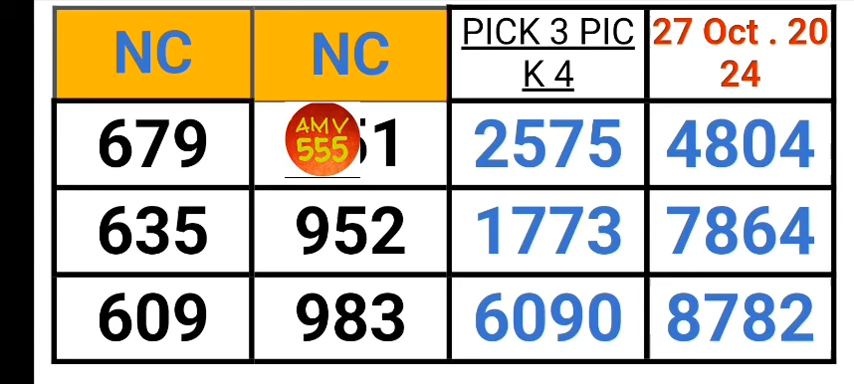 NC NC PICK 3 PIC 27 Oct . 20
K 4 24
679 1 2575 4804
AMV
555
635 952 1773 7864
609 983 6090 8782